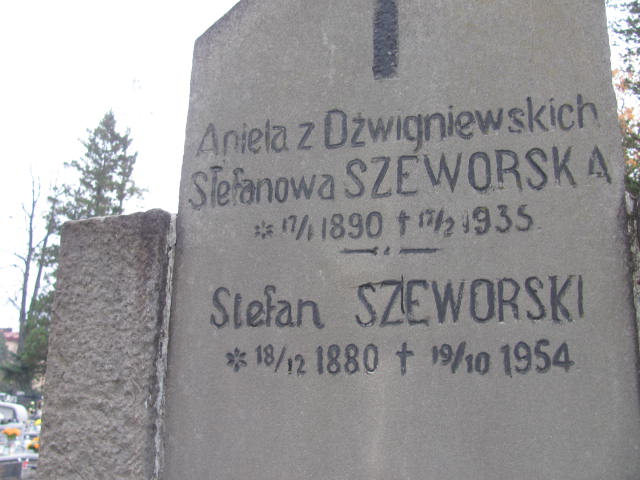 Aniela z Dźwigniewskich
Stefanowa SZEWORSKA
* 17/1 1890 † 17/2 1935
Stefan SZEWORSKI
* 18/12 1880 † 19/10 1954